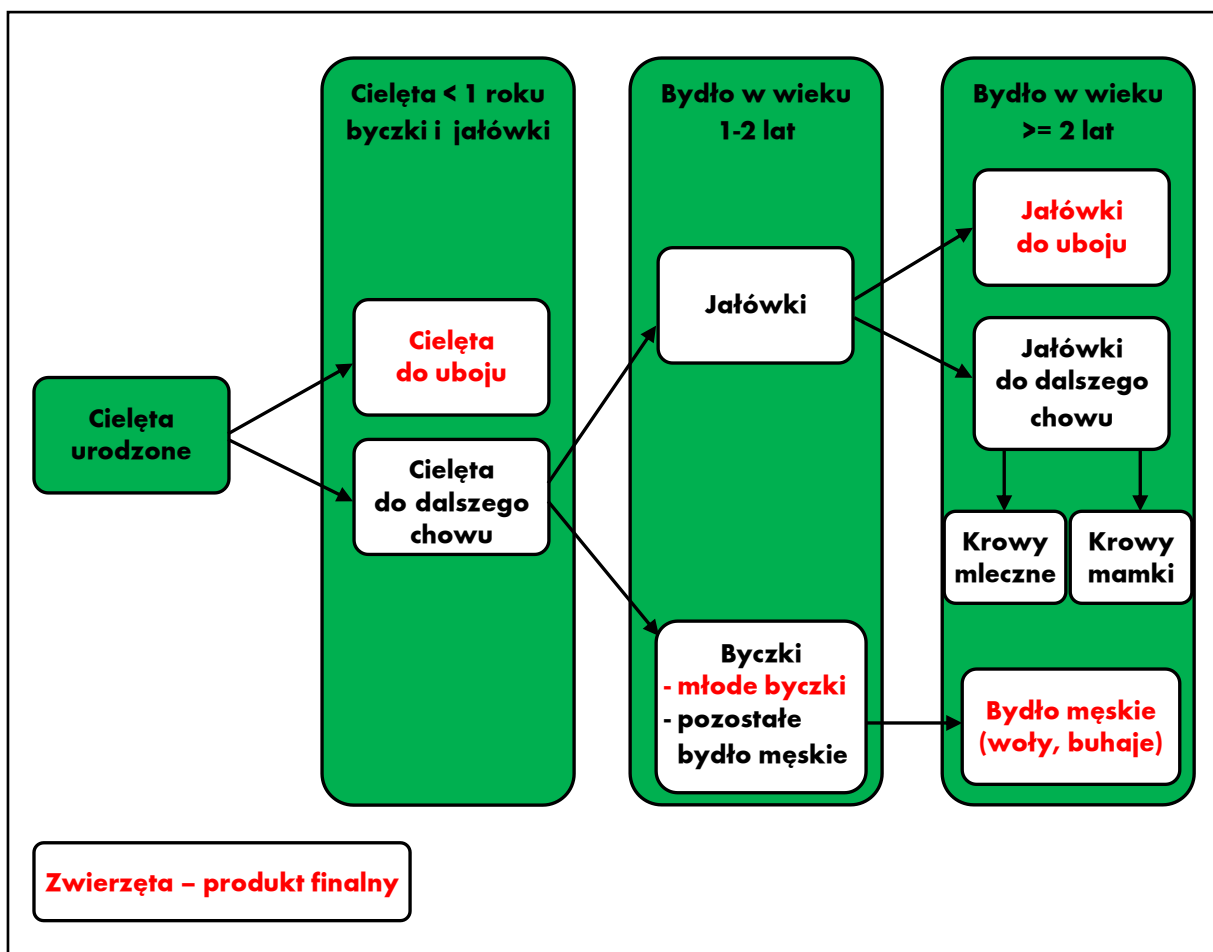 Cielęta < 1 roku
byczki i jałówki
Bydło w wieku
1-2 lat
Bydło w wieku
>= 2 lat
Cielęta
urodzone
Cielęta
do uboju
Cielęta
do dalszego
chowu
Jałówki
Byczki
- młode byczki
- pozostałe
bydło męskie
Jałówki
do uboju
Jałówki
do dalszego
chowu
Krowy
mleczne
Krowy
mamki
Bydło męskie
(woły, buhaje)
Zwierzęta – produkt finalny